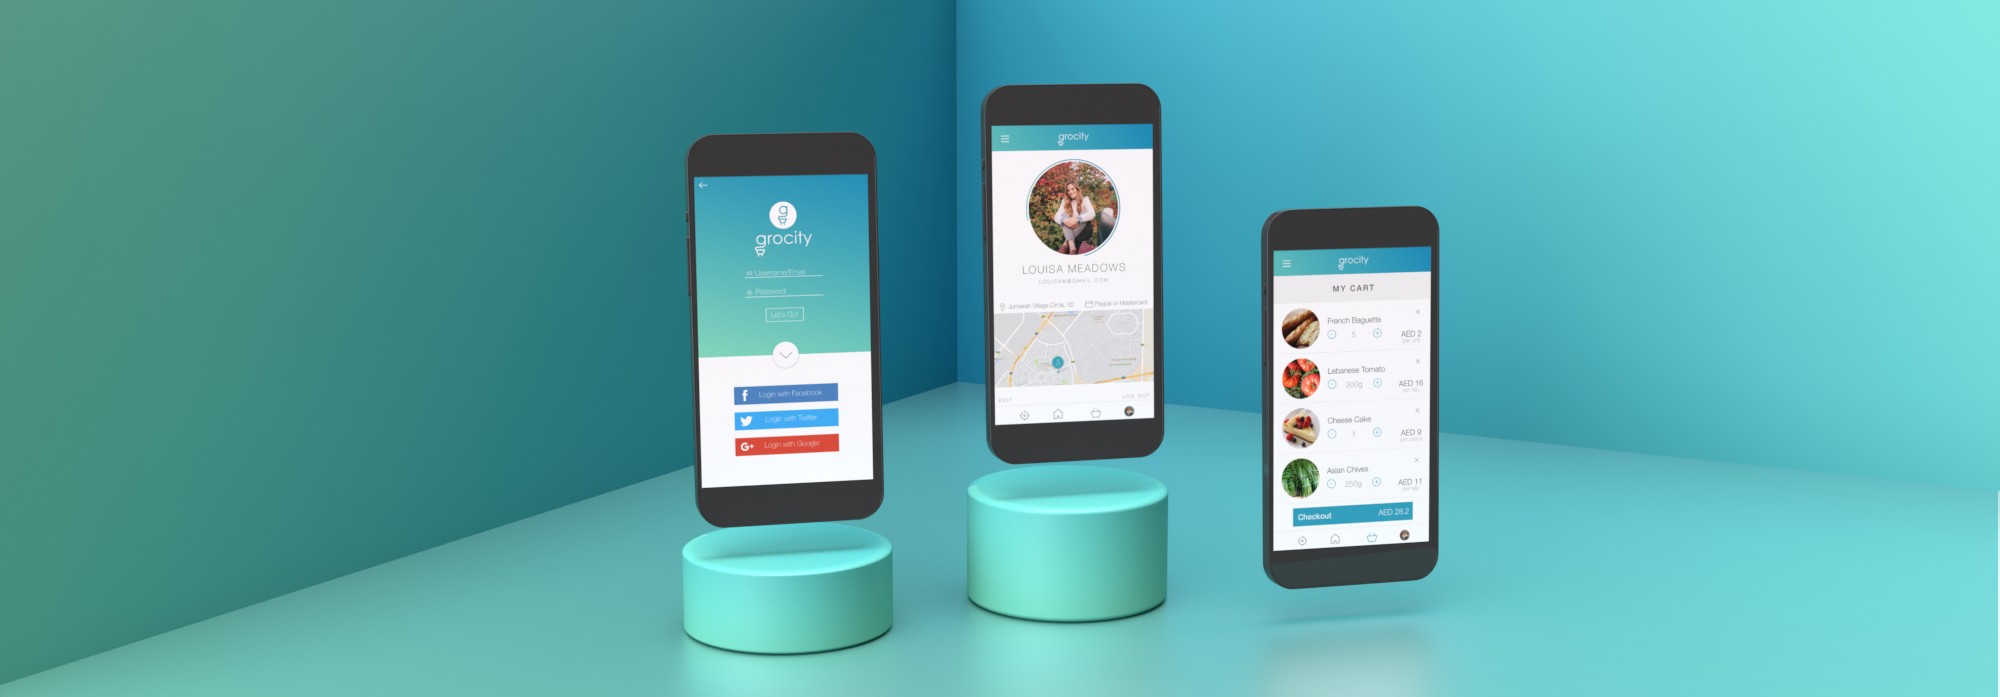 g
grocity
Username/Email
Password
Let's Go!
Login with Facebook
Login with Twitter
Login with Google
grocity
LOUISA MEADOWS
LOUISAM@GMAIL.COM
Jumeirah Village Circle, 62
Paypal or Mastercard
EDIT
LOG OUT
grocity
MY CART
French Baguette
5
AED 2
per unit
Lebanese Tomato
300g
AED 16
per kilo
Cheese Cake
1
AED 9
per piece
Asian Chives
250g
AED 11
per kilo
Checkout AED 28.2